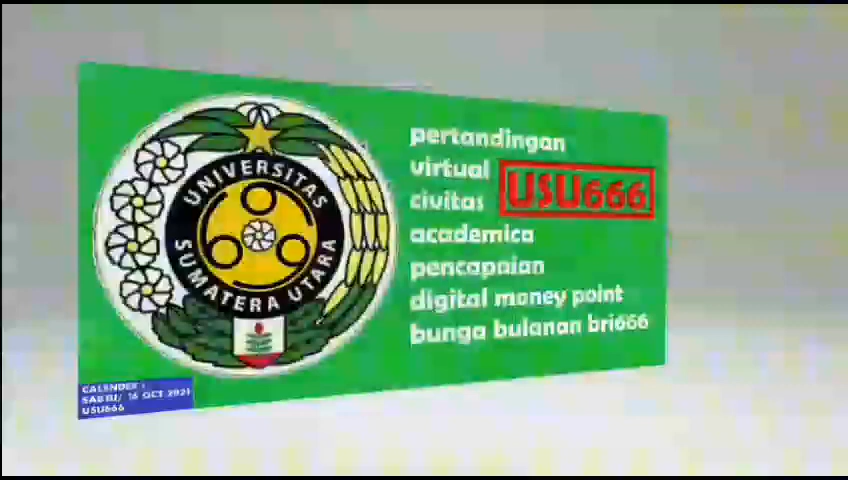 UNIVERSITAS
SUMATERA UTARA
pertandingan
virtual
USU666
civitas
academica
pencapaian
digital money point
bunga bulanan bri666
CALENDER :
SABTU/ 16 OCT 2021
USU666